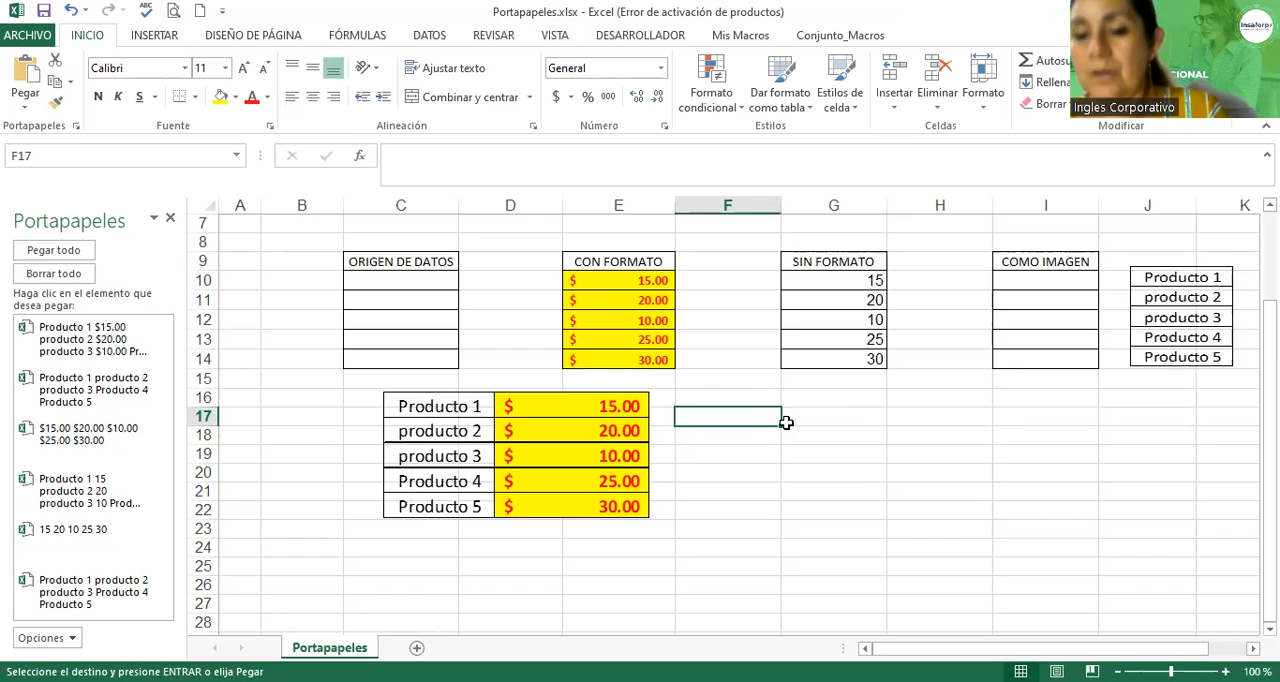 Portapapeles.xlsx - Excel (Error de activación de productos)
ARCHIVO INICIO INSERTAR DISEÑO DE PÁGINA FÓRMULAS DATOS REVISAR VISTA DESARROLLADOR Mis Macros Conjunto_Macros
Insaforp
CIONAL
Ingles Corporativo
Pegar
Calibri 11
N K S
Ajustar texto
Combinar y centrar
General
$ % 000
Formato condicional
Dar formato como tabla
Estilos de celda
Insertar Eliminar Formato
Autosu
Rellena
Borrar
Portapapeles Fuente Alineación Número Estilos Celdas Modificar
F17 fx
Portapapeles
Pegar todo
Borrar todo
Haga clic en el elemento que
desea pegar:
Producto 1 $15.00
producto 2 $20.00
producto 3 $10.00 Pr...
Producto 1 producto 2
producto 3 Producto 4
Producto 5
$15.00 $20.00 $10.00
$25.00 $30.00
Producto 1 15
producto 2 20
producto 3 10 Prod...
15 20 10 25 30
Producto 1 producto 2
producto 3 Producto 4
Producto 5
Opciones
A B C D E F G H I J K
7
8
9 ORIGEN DE DATOS CON FORMATO SIN FORMATO COMO IMAGEN
10 $ 15.00 15 Producto 1
11 $ 20.00 20 producto 2
12 $ 10.00 10 producto 3
13 $ 25.00 25 Producto 4
14 $ 30.00 30 Producto 5
15
16 Producto 1 $ 15.00
17
18 producto 2 $ 20.00
19 producto 3 $ 10.00
20
21 Producto 4 $ 25.00
22 Producto 5 $ 30.00
23
24
25
26
27
28
Portapapeles
Seleccione el destino y presione ENTRAR o elija Pegar
100 %